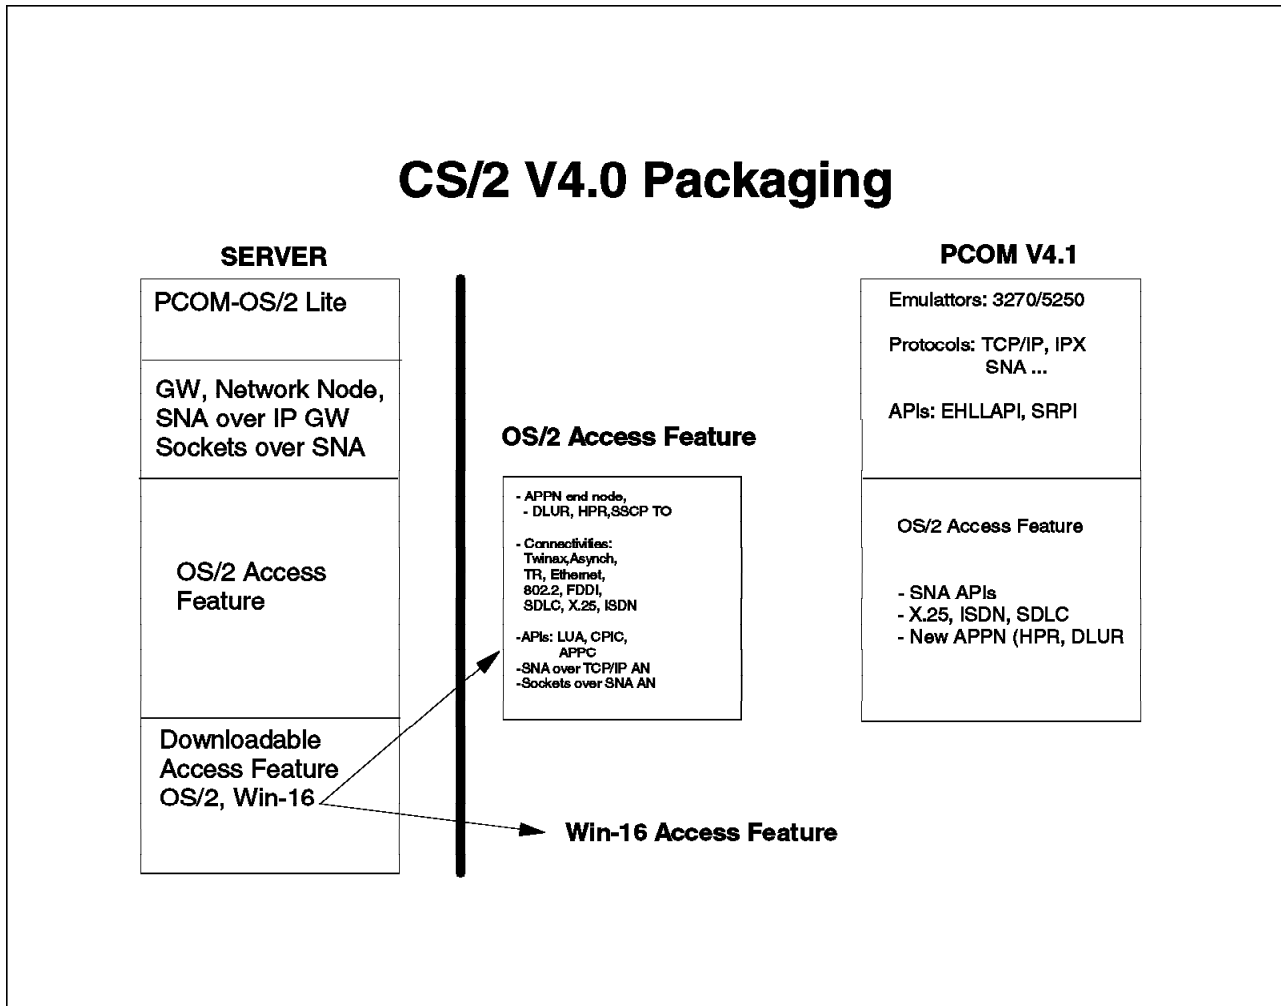 CS/2 V4.0 Packaging
SERVER
PCOM-OS/2 Lite
GW, Network Node,
SNA over IP GW
Sockets over SNA
OS/2 Access
Feature
Downloadable
Access Feature
OS/2, Win-16
OS/2 Access Feature
- APPN end node,
- DLUR, HPR,SSCP TO
- Connectivities:
Twinax,Asynch,
TR, Ethernet,
802.2, FDDI,
SDLC, X.25, ISDN
-APIs: LUA, CPIC,
APPC
-SNA over TCP/IP AN
-Sockets over SNA AN
Win-16 Access Feature
PCOM V4.1
Emulattors: 3270/5250
Protocols: TCP/IP, IPX
SNA ...
APIs: EHLLAPI, SRPI
OS/2 Access Feature
- SNA APIs
- X.25, ISDN, SDLC
- New APPN (HPR, DLUR